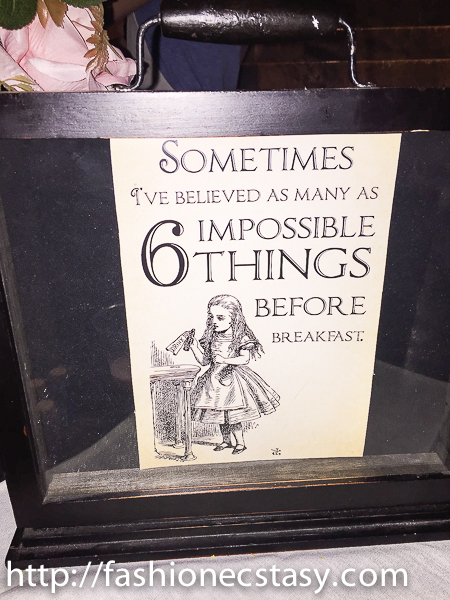 SOMETIMES
I'VE BELIEVED AS MANY AS
6 IMPOSSIBLE
THINGS
BEFORE
BREAKFAST.
http://fashionecstasy.com